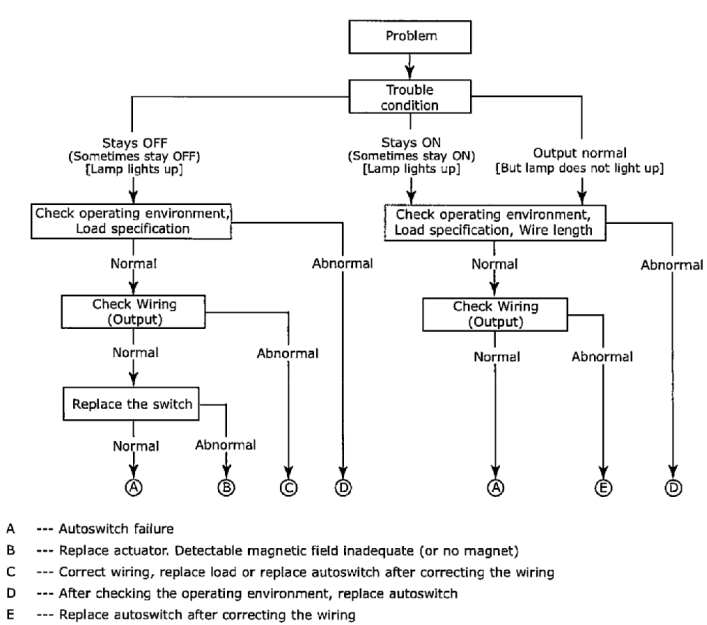 Problem
Trouble
condition
Stays OFF
(Sometimes stay OFF)
[Lamp lights up]
Stays ON
(Sometimes stay ON)
[Lamp lights up]
Output normal
[But lamp does not light up]
Check operating environment,
Load specification
Check operating environment,
Load specification, Wire length
Normal
Abnormal
Normal
Abnormal
Check Wiring
(Output)
Check Wiring
(Output)
Normal
Abnormal
Normal
Abnormal
Replace the switch
Normal
Abnormal
A
B
C
D
A
E
D
A --- Autoswitch failure
B --- Replace actuator. Detectable magnetic field inadequate (or no magnet)
C --- Correct wiring, replace load or replace autoswitch after correcting the wiring
D --- After checking the operating environment, replace autoswitch
E --- Replace autoswitch after correcting the wiring